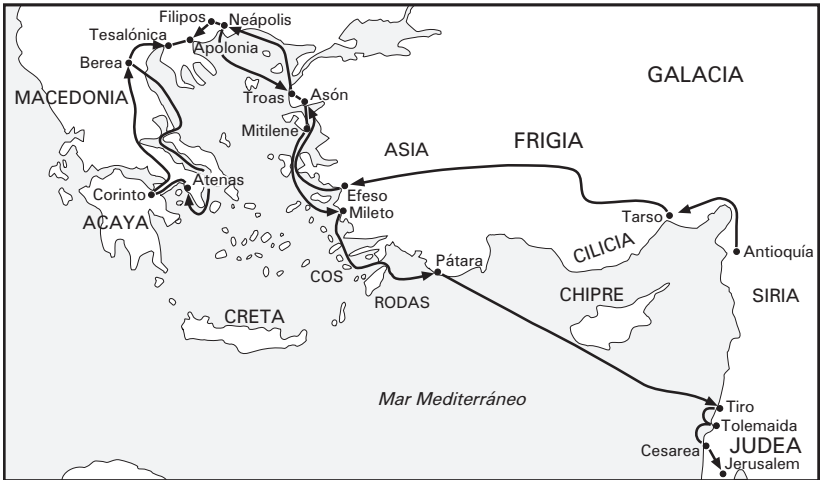 Filipos
Neápolis
Tesalónica
Apolonia
Berea
GALACIA
Troas
Asón
MACEDONIA
Mitilene
FRIGIA
ASIA
Atenas
Corinto
Efeso
Mileto
Tarso
ACAYA
CILICIA
Antioquía
Pátara
COS
RODAS
CHIPRE
SIRIA
CRETA
Mar Mediterráneo
Tiro
Tolemaida
Cesarea
JUDEA
Jerusalem